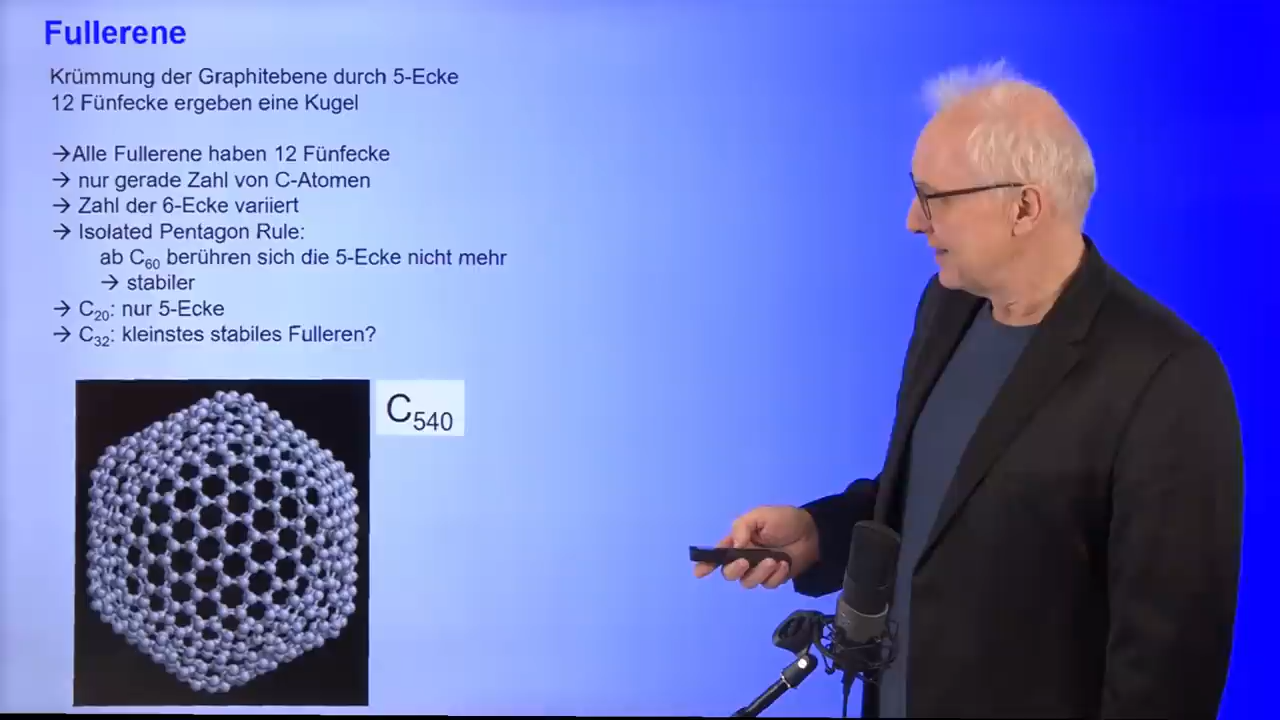 Fullerene
Krümmung der Graphitebene durch 5-Ecke
12 Fünfecke ergeben eine Kugel
→Alle Fullerene haben 12 Fünfecke
→ nur gerade Zahl von C-Atomen
→ Zahl der 6-Ecke variiert
→ Isolated Pentagon Rule:
ab C₆₀ berühren sich die 5-Ecke nicht mehr
→ stabiler
→ C₂₀: nur 5-Ecke
→ C₃₂: kleinstes stabiles Fulleren?
C₅₄₀